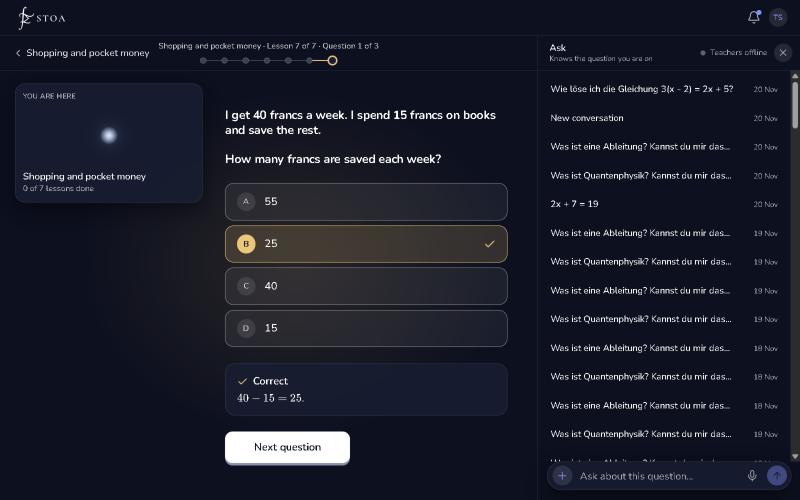 STOA
TS
Shopping and pocket money
Shopping and pocket money · Lesson 7 of 7 · Question 1 of 3
Ask
Knows the question you are on
Teachers offline
YOU ARE HERE
Shopping and pocket money
0 of 7 lessons done
I get 40 francs a week. I spend 15 francs on books
and save the rest.
How many francs are saved each week?
A 55
B 25
C 40
D 15
Correct
40 − 15 = 25.
Next question
Wie löse ich die Gleichung 3(x - 2) = 2x + 5? 20 Nov
New conversation 20 Nov
Was ist eine Ableitung? Kannst du mir das... 20 Nov
Was ist Quantenphysik? Kannst du mir das... 20 Nov
2x + 7 = 19 20 Nov
Was ist eine Ableitung? Kannst du mir das... 19 Nov
Was ist Quantenphysik? Kannst du mir das... 19 Nov
Was ist eine Ableitung? Kannst du mir das... 19 Nov
Was ist Quantenphysik? Kannst du mir das... 19 Nov
Was ist eine Ableitung? Kannst du mir das... 18 Nov
Was ist Quantenphysik? Kannst du mir das... 18 Nov
Was ist eine Ableitung? Kannst du mir das... 18 Nov
Was ist Quantenphysik? Kannst du mir das... 18 Nov
Ask about this question...